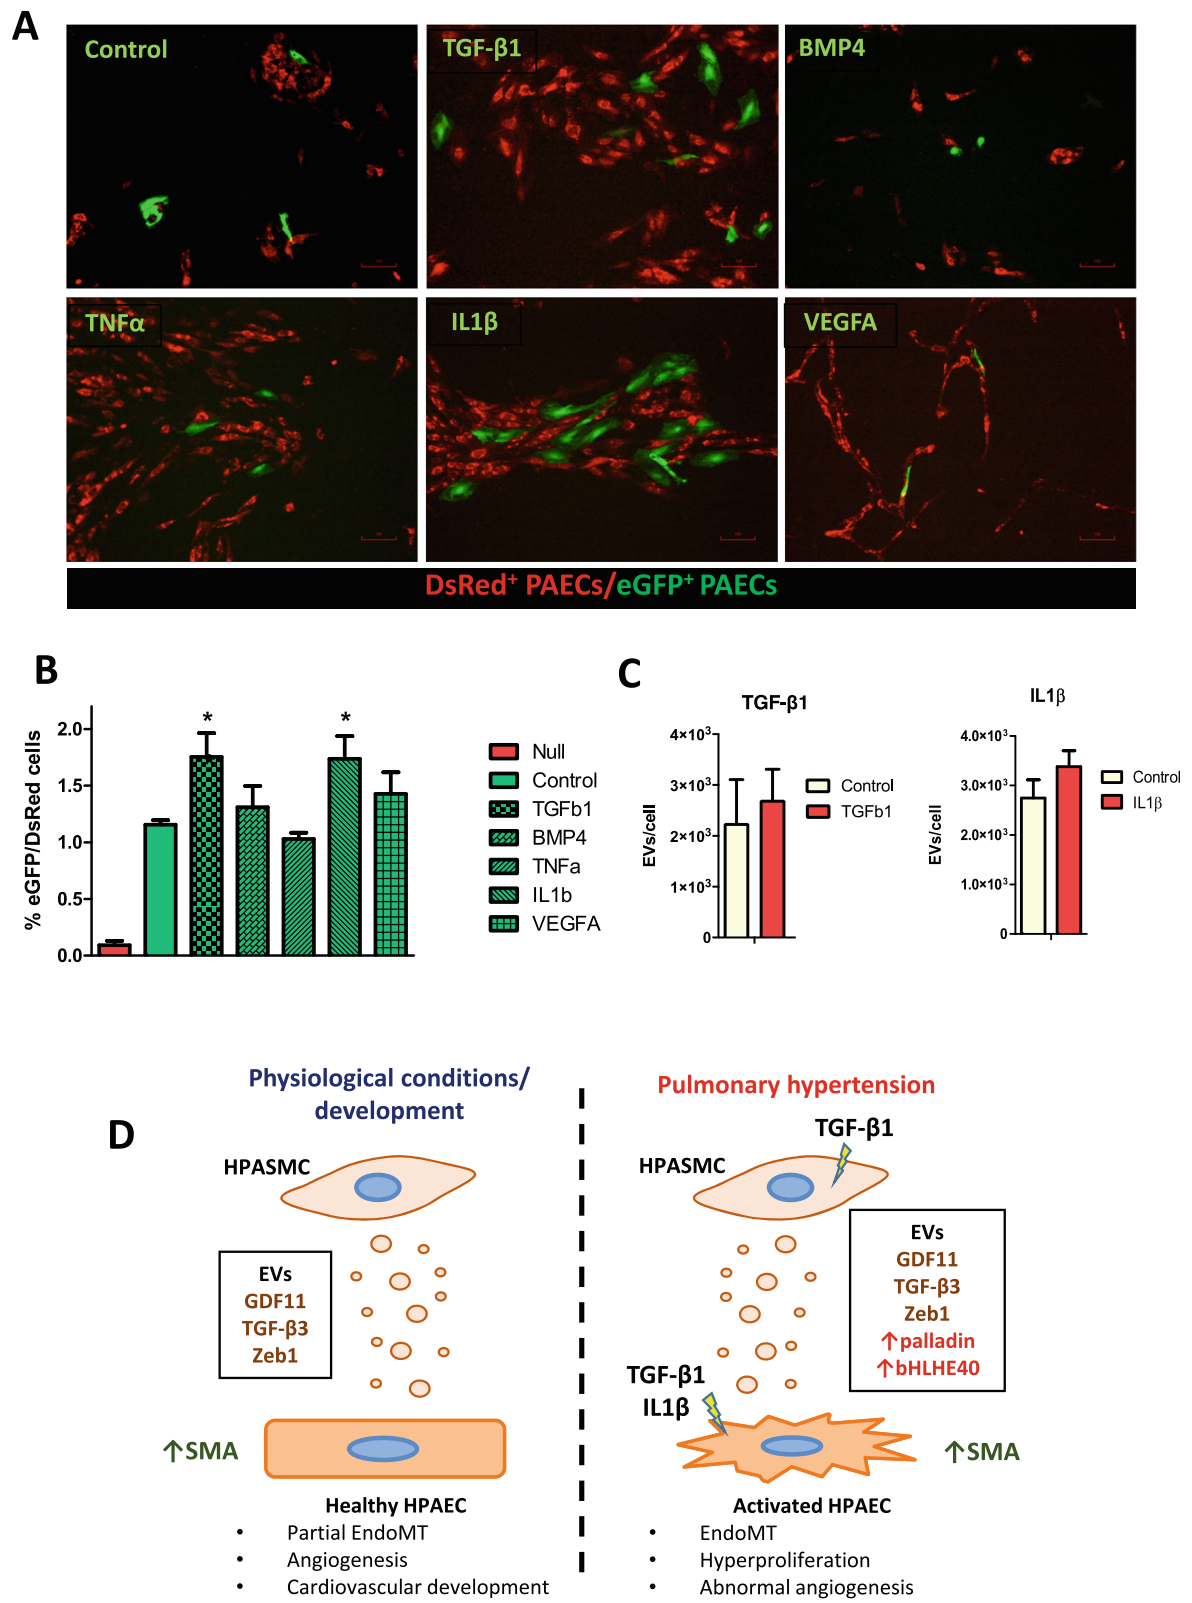 A
Control
TGF-β1
BMP4
TNFα
IL1β
VEGFA
DsRed⁺ PAECs/eGFP⁺ PAECs
B
% eGFP/DsRed cells
2.0
1.5
1.0
0.5
0.0
*
*
Null
Control
TGFb1
BMP4
TNFa
IL1b
VEGFA
C
TGF-β1
EVs/cell
4×10³
3×10³
2×10³
1×10³
0
Control
TGFb1
IL1β
EVs/cell
4.0×10³
3.0×10³
2.0×10³
1.0×10³
0
Control
IL1β
D
Physiological conditions/
development
HPASMC
EVs
GDF11
TGF-β3
Zeb1
↑SMA
Healthy HPAEC
• Partial EndoMT
• Angiogenesis
• Cardiovascular development
Pulmonary hypertension
TGF-β1
HPASMC
EVs
GDF11
TGF-β3
Zeb1
↑palladin
↑bHLHE40
TGF-β1
IL1β
↑SMA
Activated HPAEC
• EndoMT
• Hyperproliferation
• Abnormal angiogenesis